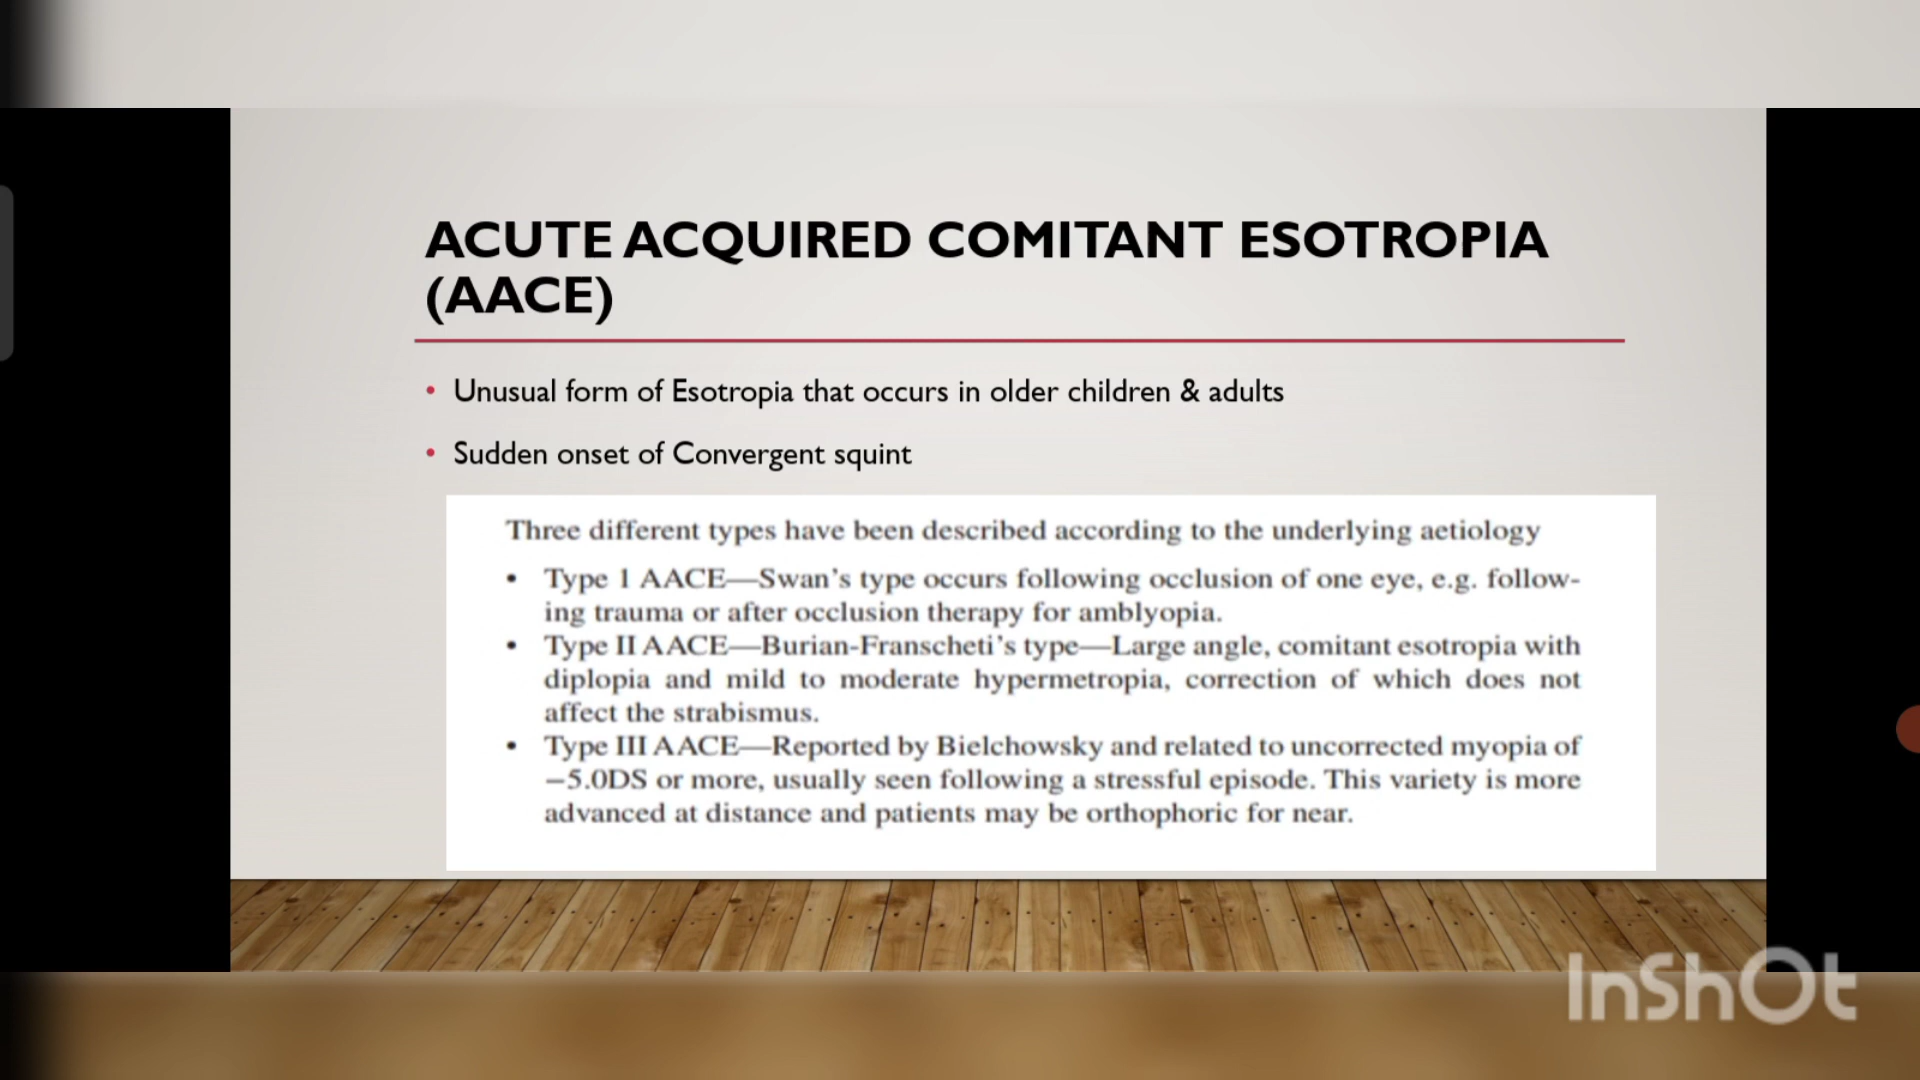 ACUTE ACQUIRED COMITANT ESOTROPIA
(AACE)
• Unusual form of Esotropia that occurs in older children & adults
• Sudden onset of Convergent squint
Three different types have been described according to the underlying aetiology
• Type 1 AACE—Swan's type occurs following occlusion of one eye, e.g. follow-
ing trauma or after occlusion therapy for amblyopia.
• Type II AACE—Burian-Franscheti's type—Large angle, comitant esotropia with
diplopia and mild to moderate hypermetropia, correction of which does not
affect the strabismus.
• Type III AACE—Reported by Bielchowsky and related to uncorrected myopia of
−5.0DS or more, usually seen following a stressful episode. This variety is more
advanced at distance and patients may be orthophoric for near.
InShOt